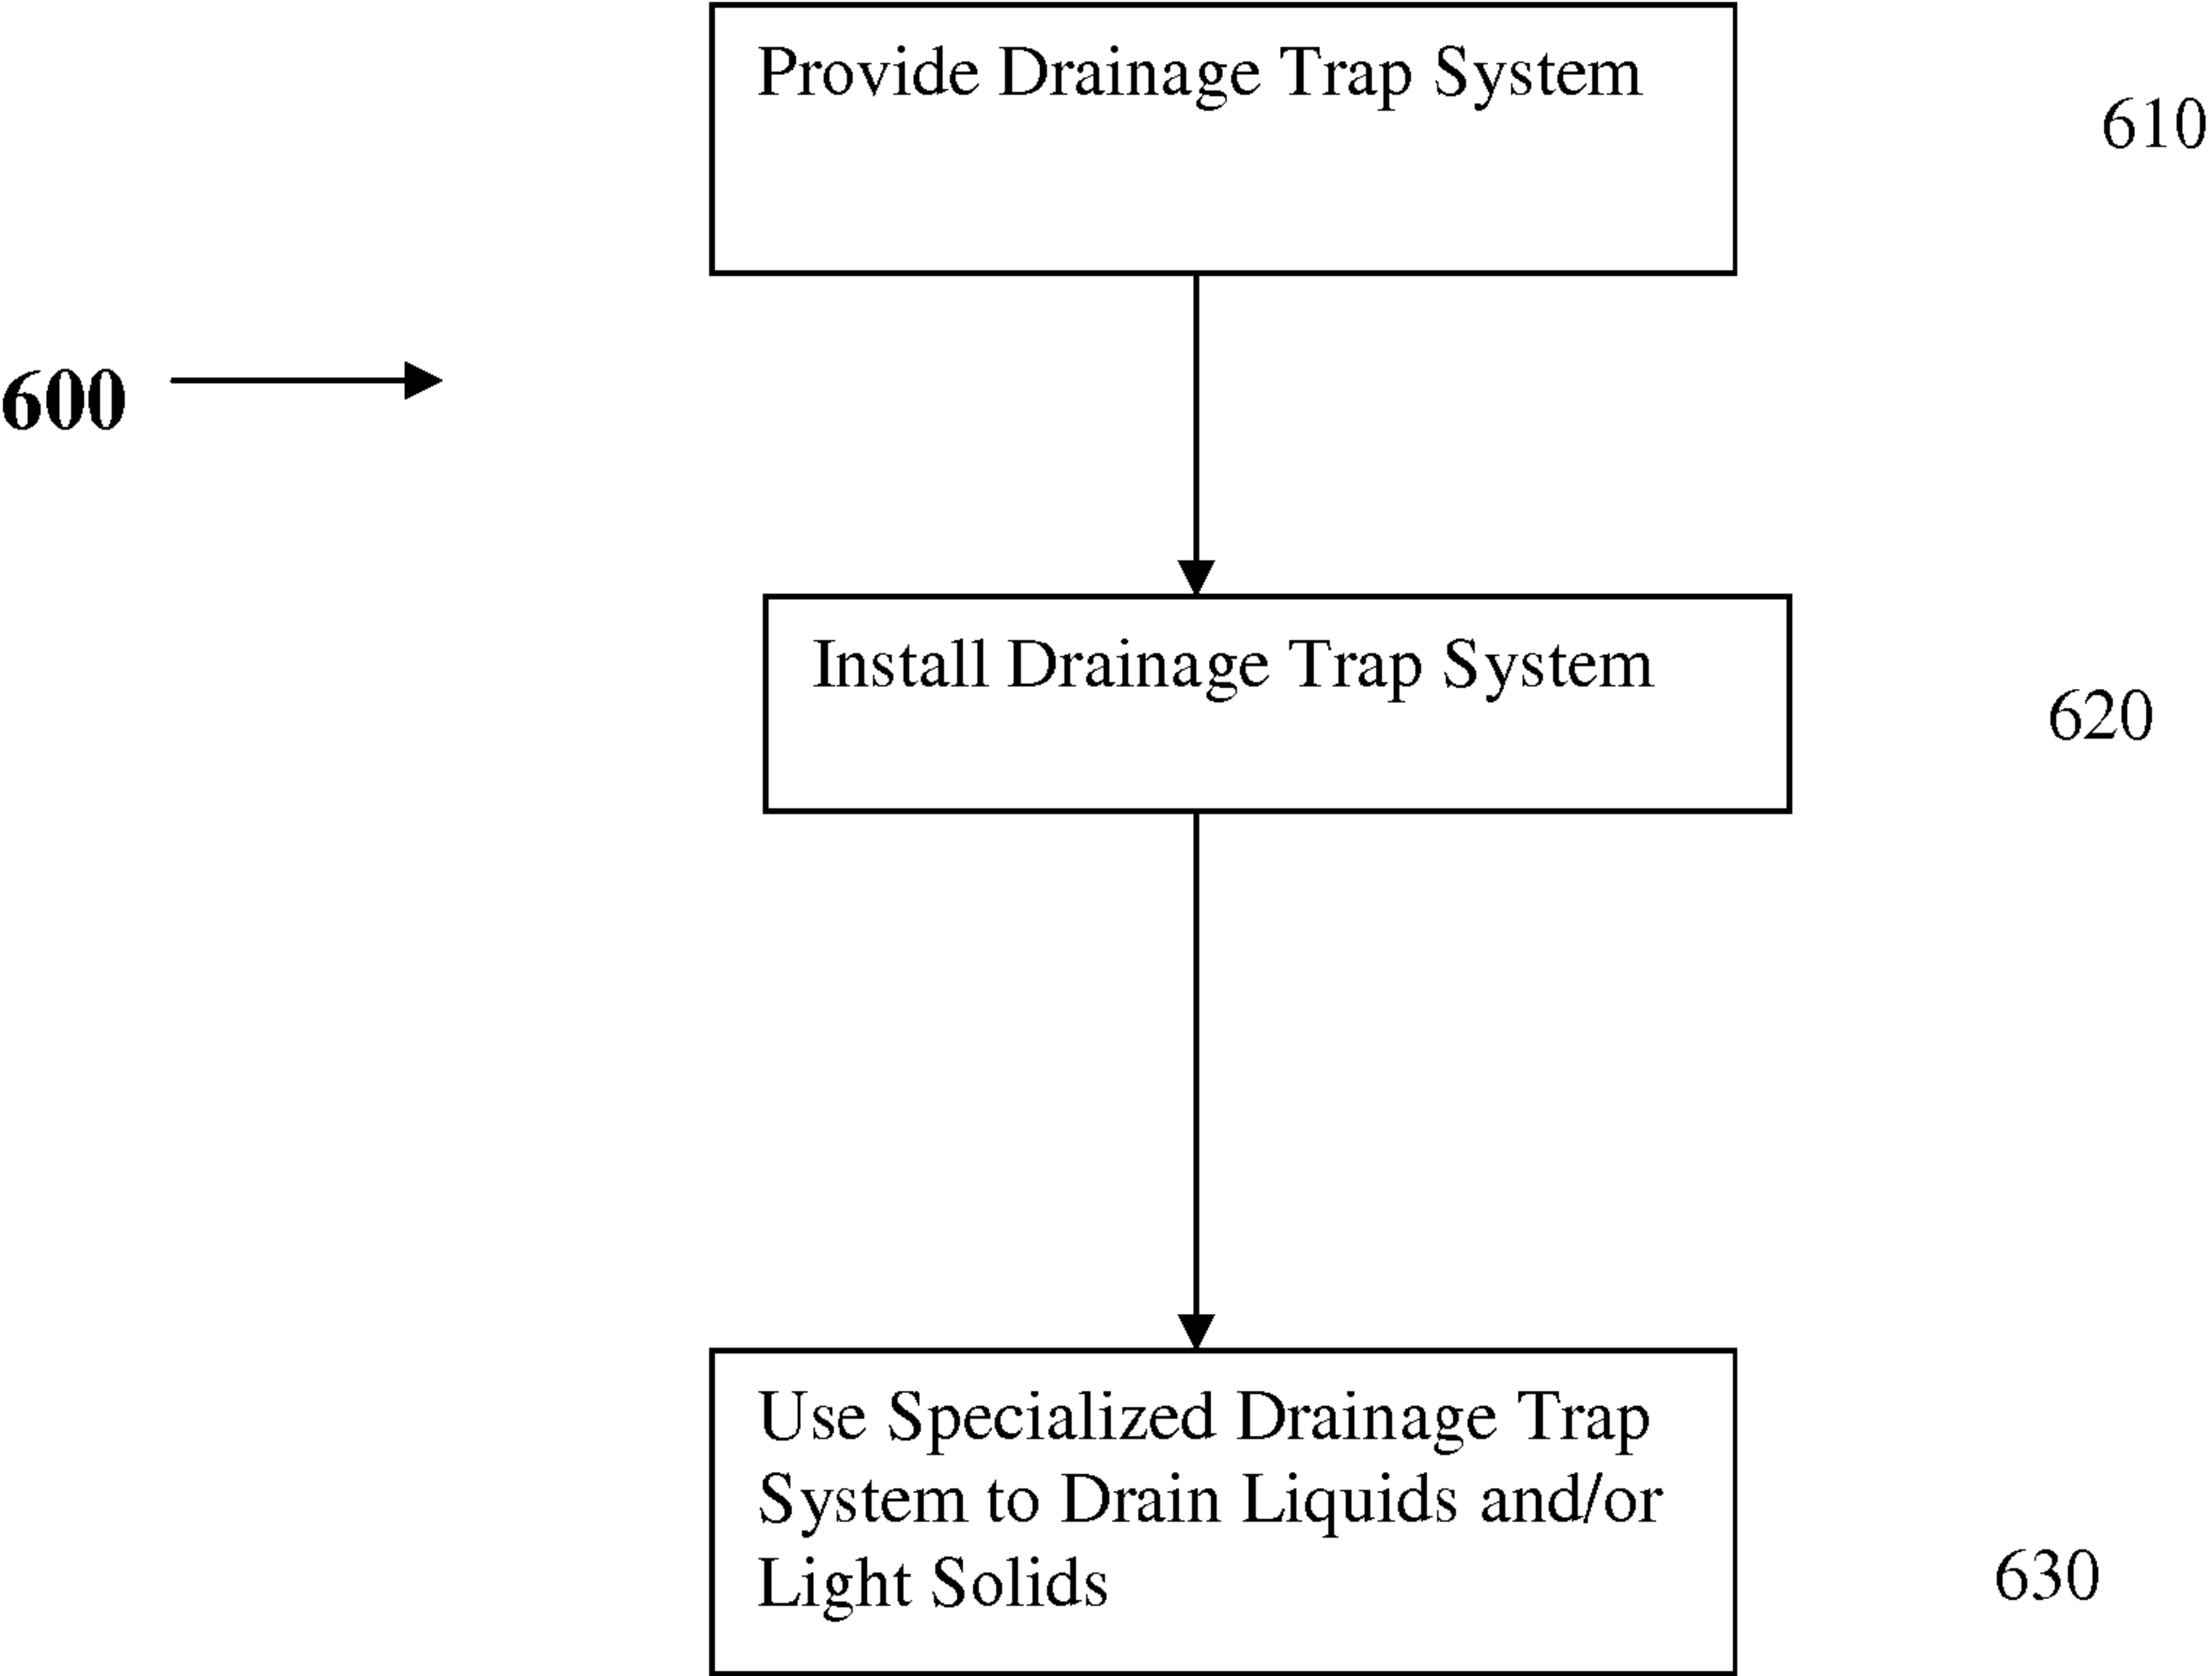 Provide Drainage Trap System
610
600
Install Drainage Trap System
620
Use Specialized Drainage Trap
System to Drain Liquids and/or
Light Solids
630